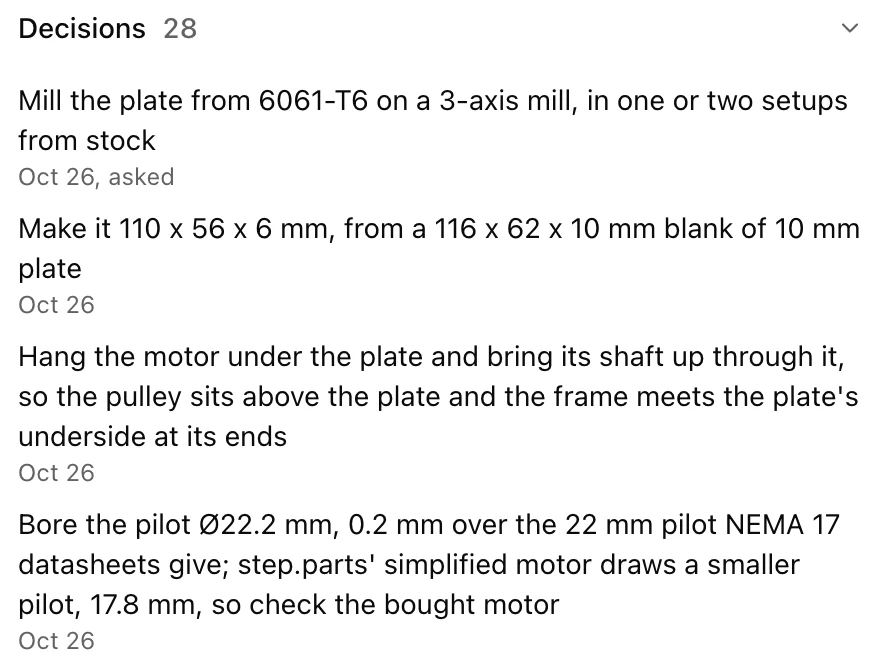 Decisions 28
Mill the plate from 6061-T6 on a 3-axis mill, in one or two setups
from stock
Oct 26, asked
Make it 110 x 56 x 6 mm, from a 116 x 62 x 10 mm blank of 10 mm
plate
Oct 26
Hang the motor under the plate and bring its shaft up through it,
so the pulley sits above the plate and the frame meets the plate's
underside at its ends
Oct 26
Bore the pilot Ø22.2 mm, 0.2 mm over the 22 mm pilot NEMA 17
datasheets give; step.parts' simplified motor draws a smaller
pilot, 17.8 mm, so check the bought motor
Oct 26